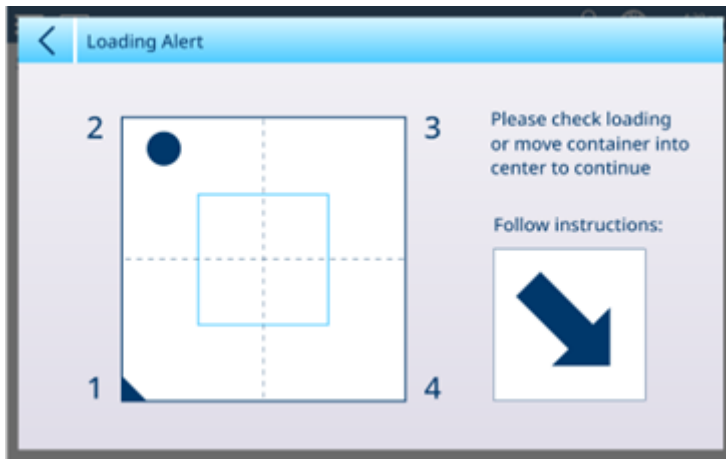 Loading Alert
2
3
Please check loading
or move container into
center to continue
Follow instructions:
1
4